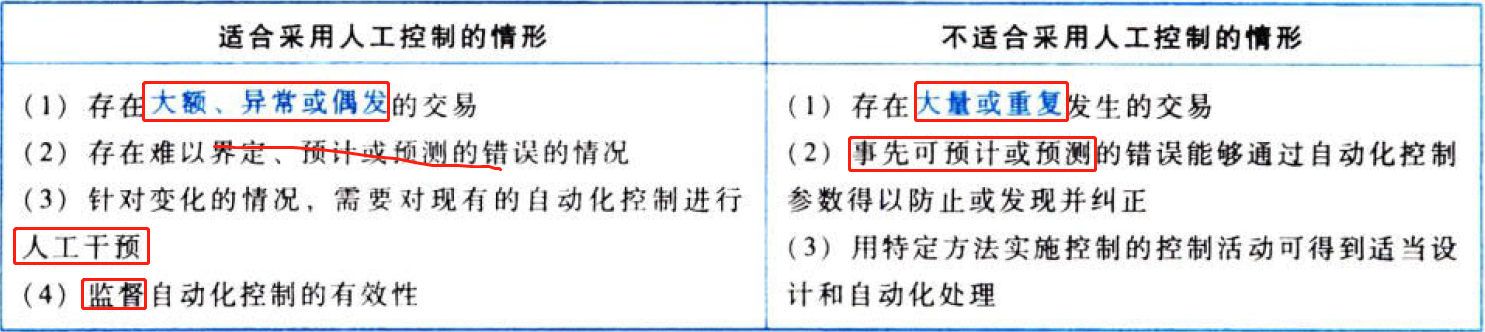 适合采用人工控制的情形
(1) 存在大额、异常或偶发的交易
(2) 存在难以界定、预计或预测的错误的情况
(3) 针对变化的情况，需要对现有的自动化控制进行
人工干预
(4) 监督自动化控制的有效性
不适合采用人工控制的情形
(1) 存在大量或重复发生的交易
(2) 事先可预计或预测的错误能够通过自动化控制
参数得以防止或发现并纠正
(3) 用特定方法实施控制的控制活动可得到适当设
计和自动化处理